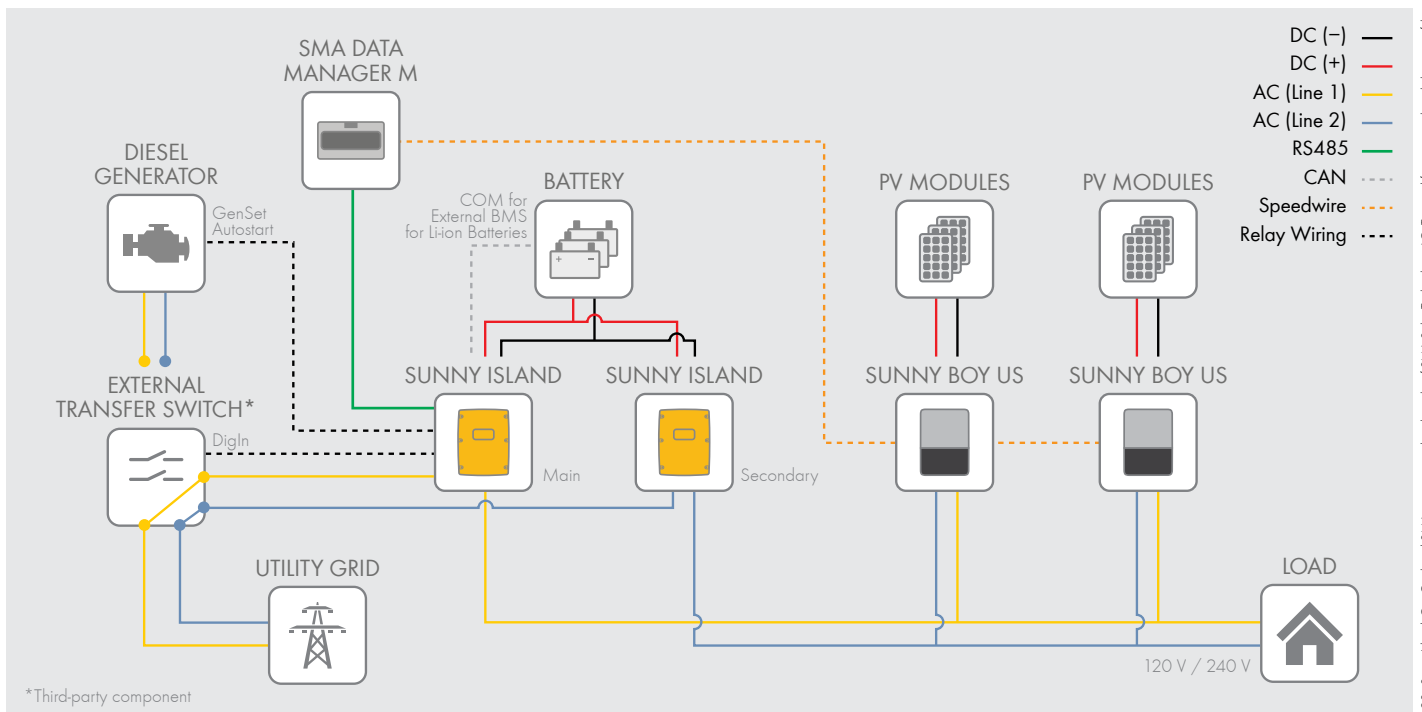 SMA DATA
MANAGER M
DC (−)
DC (+)
AC (Line 1)
AC (Line 2)
RS485
CAN
Speedwire
Relay Wiring
DIESEL
GENERATOR
GenSet
Autostart
COM for
External BMS
for Li-ion Batteries
BATTERY
+ -
PV MODULES
PV MODULES
EXTERNAL
TRANSFER SWITCH*
DigIn
SUNNY ISLAND
Main
SUNNY ISLAND
Secondary
SUNNY BOY US
SUNNY BOY US
UTILITY GRID
LOAD
120 V / 240 V
*Third-party component